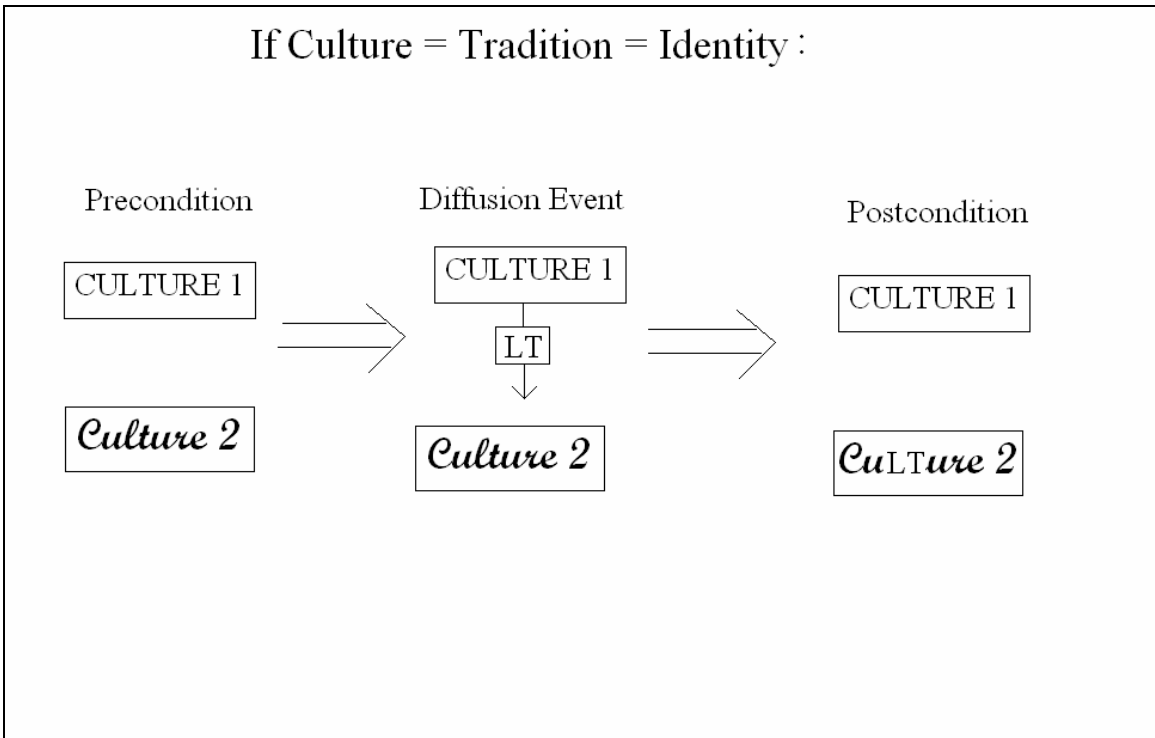 If Culture = Tradition = Identity :
Precondition
Diffusion Event
Postcondition
CULTURE 1
CULTURE 1
CULTURE 1
LT
Culture 2
Culture 2
CuLTure 2